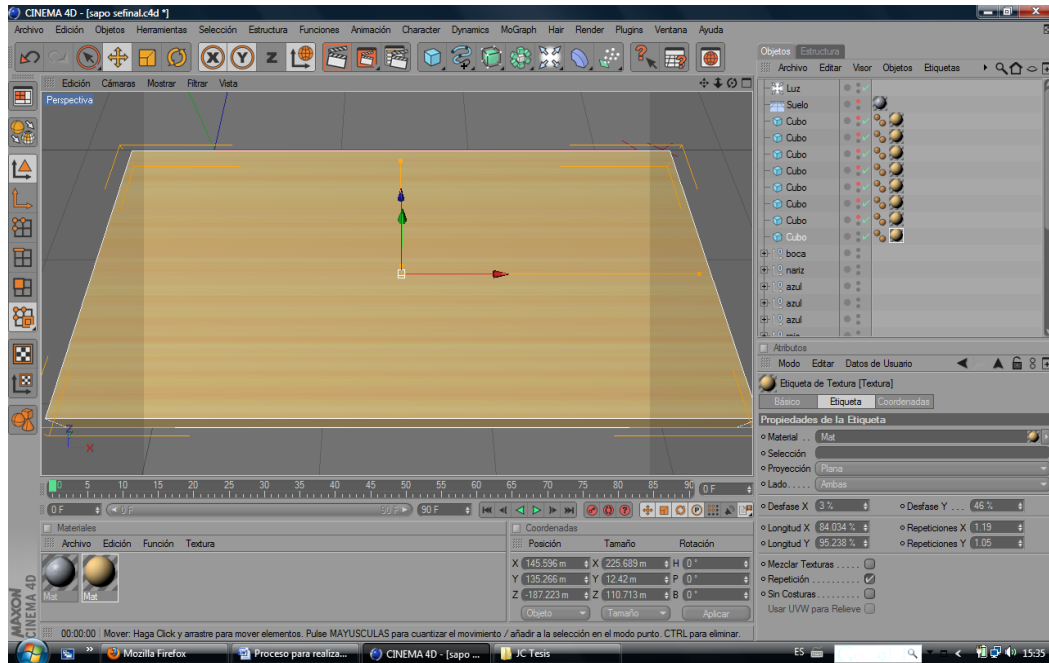 CINEMA 4D - [sapo sefinal.c4d *]
Archivo Edición Objetos Herramientas Selección Estructura Funciones Animación Character Dynamics MoGraph Hair Render Plugins Ventana Ayuda
Edición Cámaras Mostrar Filtrar Vista
Perspectiva
Objetos Estructura
Archivo Editar Visor Objetos Etiquetas
Luz
Suelo
Cubo
Cubo
Cubo
Cubo
Cubo
Cubo
Cubo
Cubo
boca
nariz
azul
azul
azul
Atributos
Modo Editar Datos de Usuario
Etiqueta de Textura [Textura]
Básico Etiqueta Coordenadas
Propiedades de la Etiqueta
Material . . Mat
Selección
Proyección Plana
Lado. . . . . Ambas
Desfase X 3 % Desfase Y . . . 46 %
Longitud X 84.034 % Repeticiones X 1.19
Longitud Y 95.238 % Repeticiones Y 1.05
Mezclar Texturas . . . . .
Repetición . . . . . . . . . .
Sin Costuras. . . . . . . . .
Usar UVW para Relieve
0 5 10 15 20 25 30 35 40 45 50 55 60 65 70 75 80 85 90 0 F
0 F 0 F 90 F 90 F
Materiales
Archivo Edición Función Textura
Mat Mat
Coordenadas
Posición Tamaño Rotación
X 145.596 m X 225.689 m H 0 °
Y 135.266 m Y 12.42 m P 0 °
Z -187.223 m Z 110.713 m B 0 °
Objeto Tamaño Aplicar
MAXON
CINEMA 4D
00:00:00 Mover: Haga Click y arrastre para mover elementos. Pulse MAYUSCULAS para cuantizar el movimiento / añadir a la selección en el modo punto. CTRL para eliminar.
Mozilla Firefox Proceso para realiza... CINEMA 4D - [sapo ... JC Tesis ES 15:35